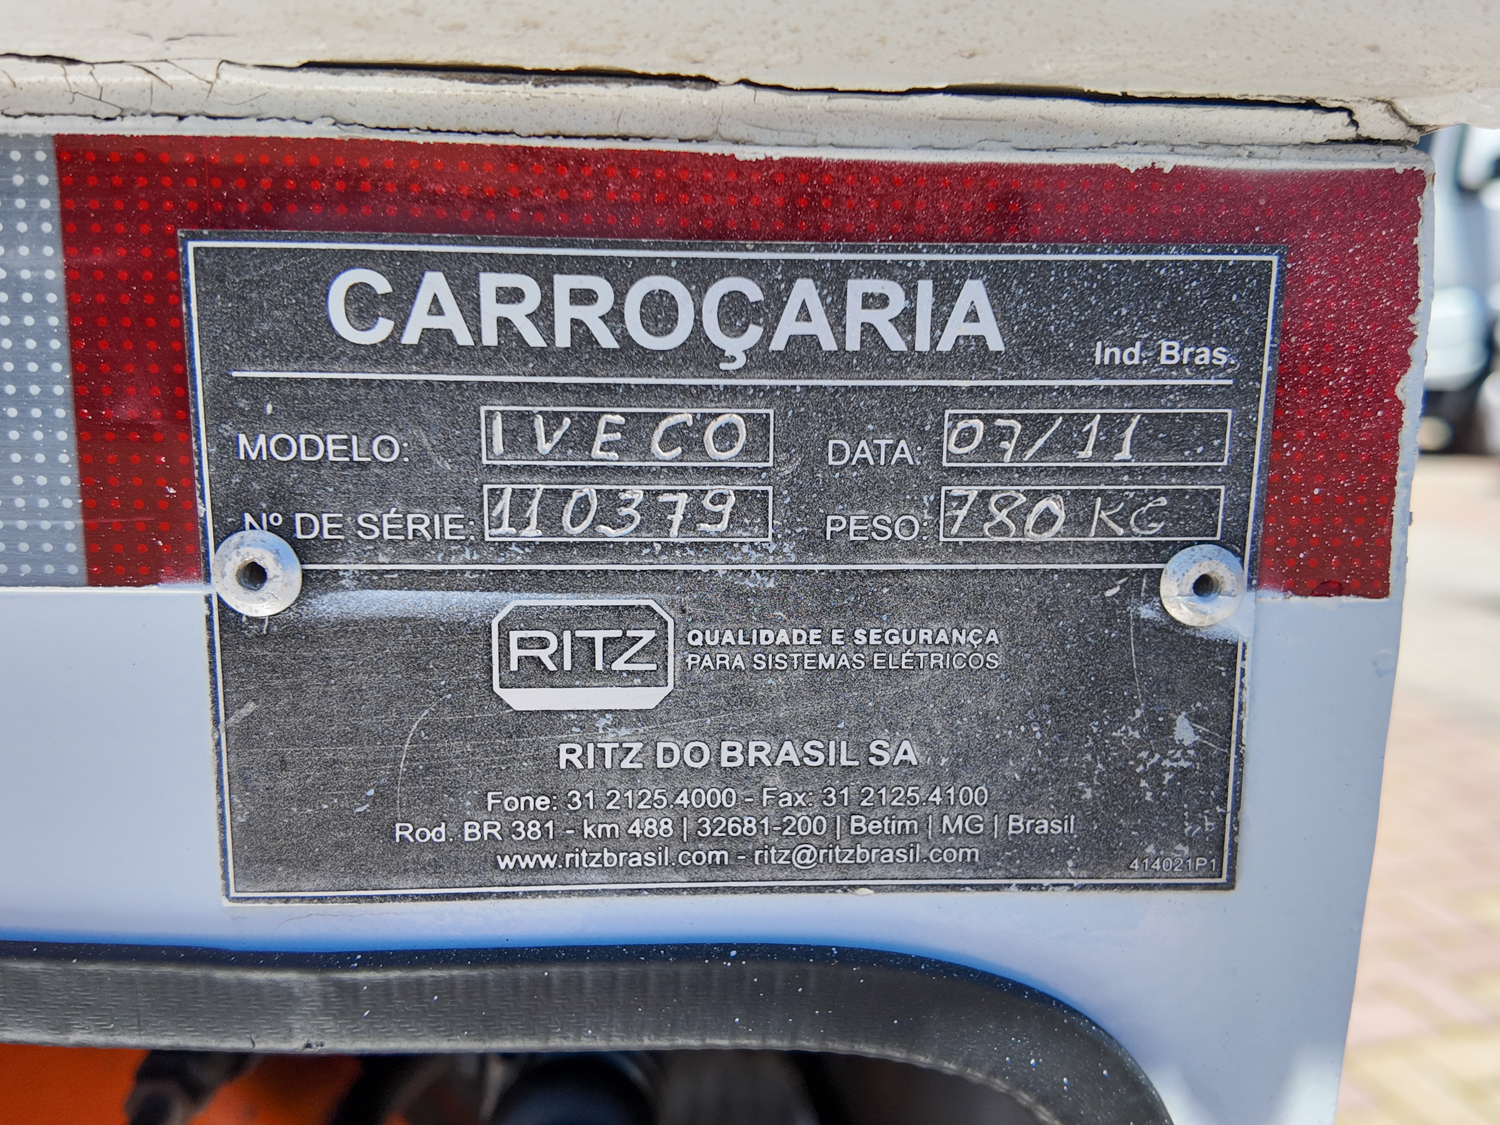 CARROÇARIA
Ind. Bras.
MODELO: IVECO DATA: 07/11
Nº DE SÉRIE: 110379 PESO: 780 KG
RITZ QUALIDADE E SEGURANÇA
PARA SISTEMAS ELÉTRICOS
RITZ DO BRASIL SA
Fone: 31 2125.4000 - Fax: 31 2125.4100
Rod. BR 381 - km 488 | 32681-200 | Betim | MG | Brasil
www.ritzbrasil.com - ritz@ritzbrasil.com
414021P1